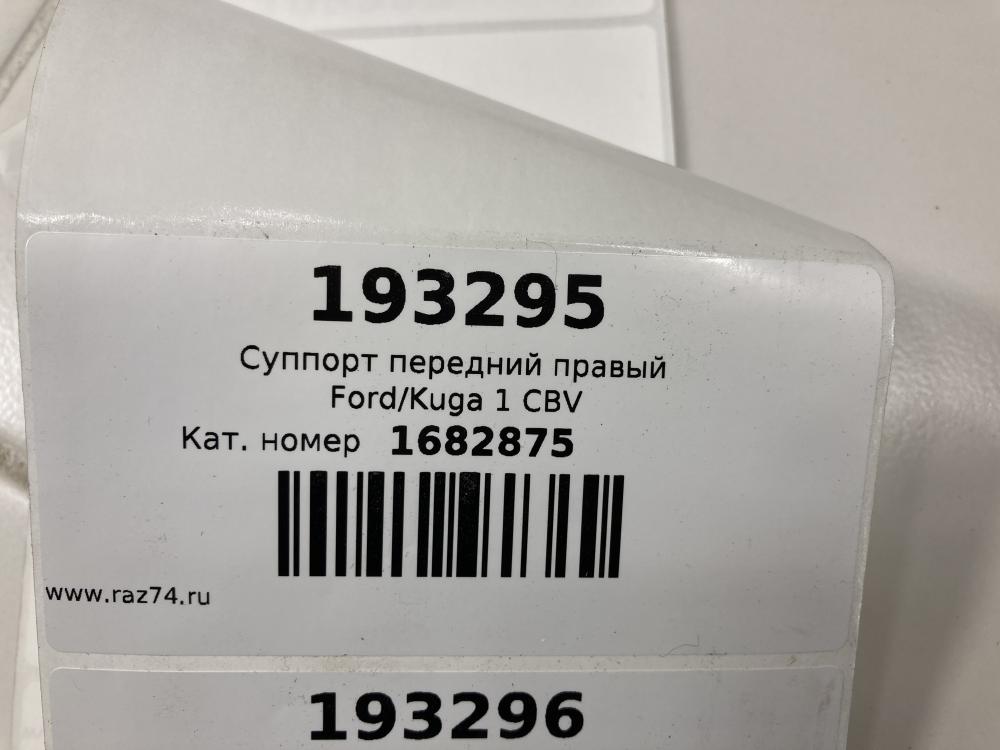 193295
Суппорт передний правый
Ford/Kuga 1 CBV
Кат. номер 1682875
www.raz74.ru
193296